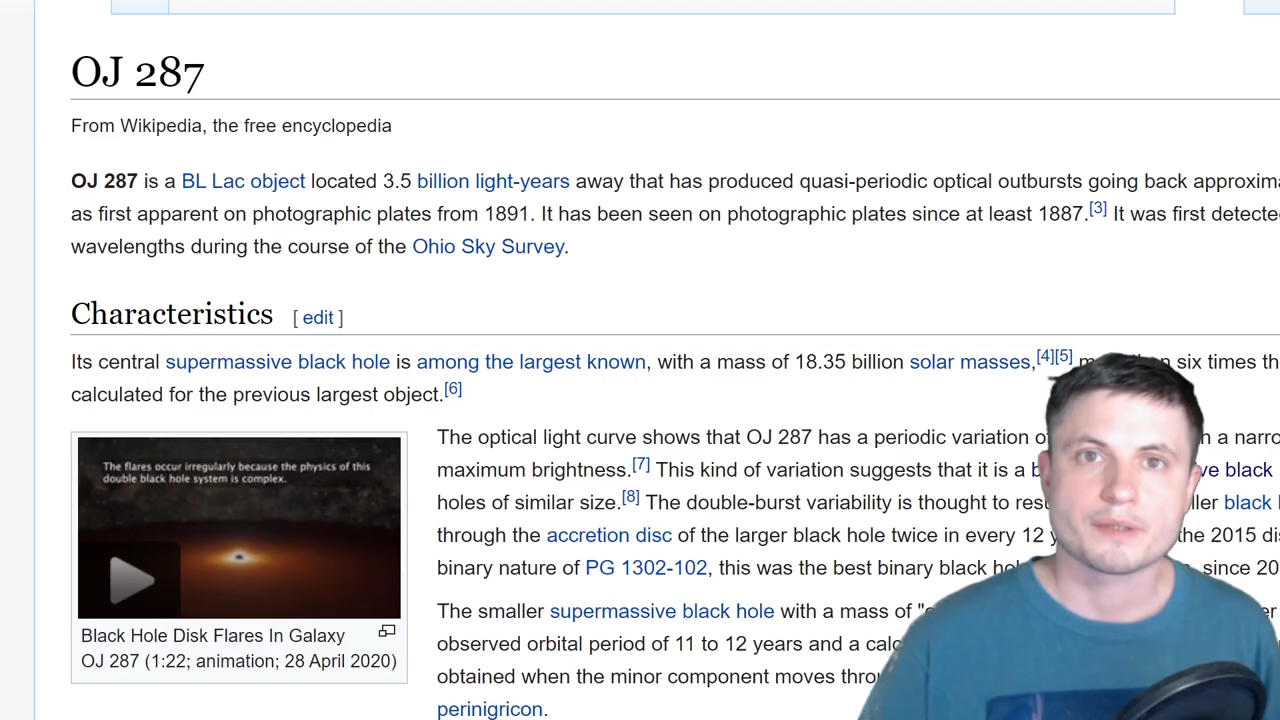 OJ 287
From Wikipedia, the free encyclopedia
OJ 287 is a BL Lac object located 3.5 billion light-years away that has produced quasi-periodic optical outbursts going back
as first apparent on photographic plates from 1891. It has been seen on photographic plates since at least 1887.[3] It was first
wavelengths during the course of the Ohio Sky Survey.
Characteristics [ edit ]
Its central supermassive black hole is among the largest known, with a mass of 18.35 billion solar masses,[4][5] six times
calculated for the previous largest object.[6]
The flares occur irregularly because the physics of this
double black hole system is complex.
Black Hole Disk Flares In Galaxy
OJ 287 (1:22; animation; 28 April 2020)
The optical light curve shows that OJ 287 has a periodic variation a
maximum brightness.[7] This kind of variation suggests that it is a black
holes of similar size.[8] The double-burst variability is thought to black
through the accretion disc of the larger black hole twice in every 12 the 2015
binary nature of PG 1302-102, this was the best binary black since
The smaller supermassive black hole with a mass of
observed orbital period of 11 to 12 years and a
obtained when the minor component moves
perinigricon.